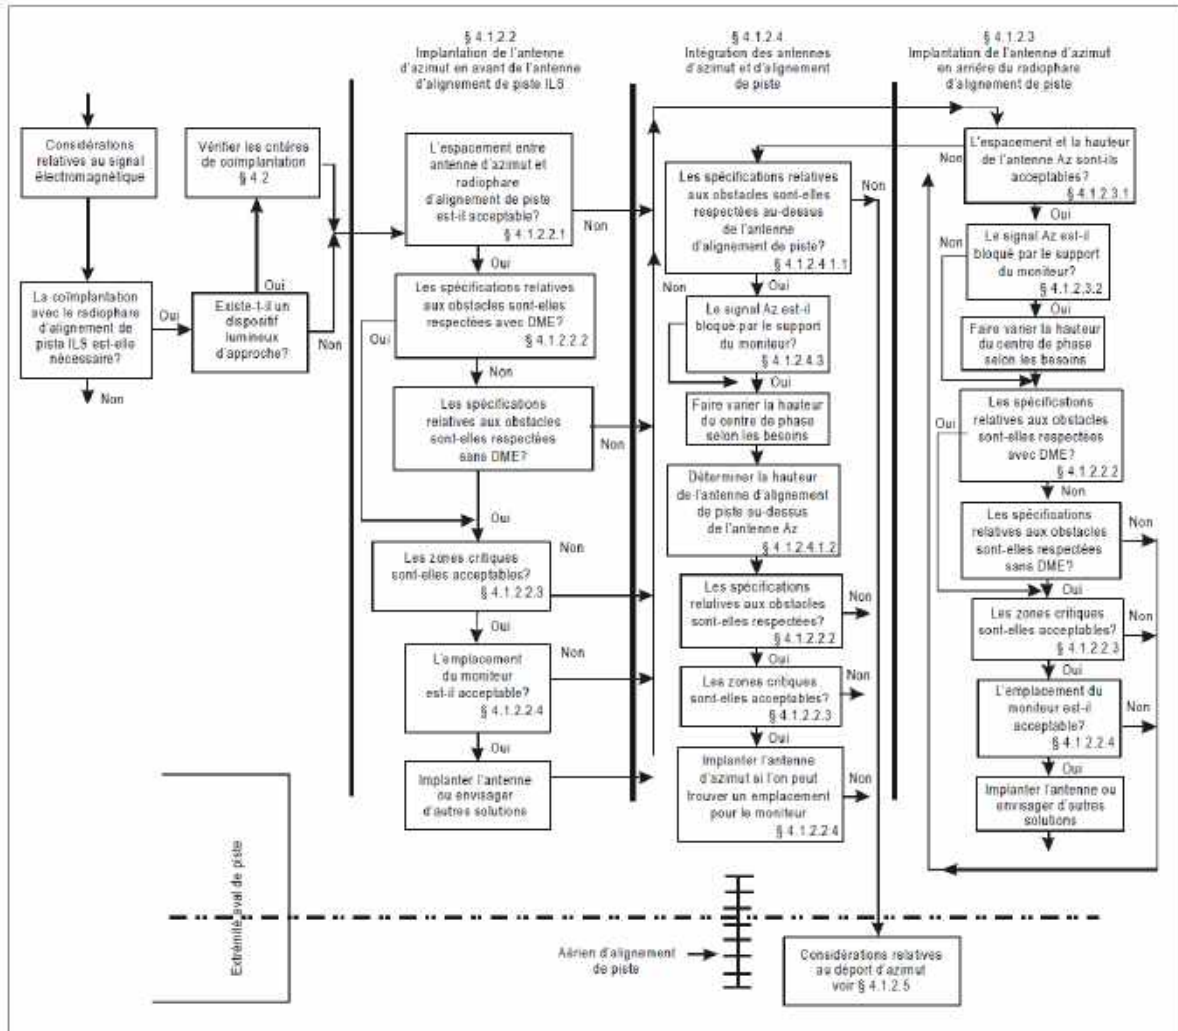 § 4.1.2.2
Implantation de l'antenne
d'azimut en avant de l'antenne
d'alignement de piste ILS
§ 4.1.2.4
Intégration des antennes
d'azimut et d'alignement
de piste
§ 4.1.2.3
Implantation de l'antenne d'azimut
en arrière du radiophare
d'alignement de piste
Considérations
relatives au signal
électromagnétique
La coïmplantation
avec le radiophare
d'alignement de
pista ILS est-elle
nécessaire?
Oui
Non
Vérifier les critères
de coïmplantation
§ 4.2
Oui
Existe-t-il un
dispositif
lumineux
d'approche?
Non
L'espacement entre
antenne d'azimut et
radiophare
d'alignement de piste
est-il acceptable?
§ 4.1.2.2.1
Non
Oui
Les spécifications relatives
aux obstacles sont-elles
respectées avec DME?
§ 4.1.2.2.2
Oui
Non
Les spécifications
relatives aux obstacles
sont-elles respectées
sans DME?
Non
Oui
Les zones critiques
sont-elles acceptables?
§ 4.1.2.2.3
Non
Oui
L'emplacement
du moniteur
est-il acceptable?
§ 4.1.2.2.4
Non
Oui
Implanter l'antenne
ou envisager
d'autres solutions
Les spécifications relatives
aux obstacles sont-elles
respectées au-dessus
de l'antenne
d'alignement de piste?
§ 4.1.2.4.1.1
Non
Non
Oui
Le signal Az est-il
bloqué par le support
du moniteur?
§ 4.1.2.4.3
Oui
Faire varier la hauteur
du centre de phase
selon les besoins
Déterminer la hauteur
de l'antenne d'alignement
de piste au-dessus
de l'antenne Az
§ 4.1.2.4.1.2
Les spécifications
relatives aux obstacles
sont-elles respectées?
§ 4.1.2.2.2
Non
Oui
Les zones critiques
sont-elles acceptables?
§ 4.1.2.2.3
Non
Oui
Implanter l'antenne
d'azimut si l'on peut
trouver un emplacement
pour le moniteur
§ 4.1.2.2.4
Non
L'espacement et la hauteur
de l'antenne Az sont-ils
acceptables?
§ 4.1.2.3.1
Non
Oui
Le signal Az est-il
bloqué par le support
du moniteur?
§ 4.1.2.3.2
Non
Oui
Faire varier la hauteur
du centre de phase
selon les besoins
Les spécifications
relatives aux obstacles
sont-elles respectées
avec DME?
§ 4.1.2.2.2
Oui
Non
Les spécifications
relatives aux obstacles
sont-elles respectées
sans DME?
Non
Oui
Les zones critiques
sont-elles acceptables?
§ 4.1.2.2.3
Non
Oui
L'emplacement du
moniteur est-il
acceptable?
§ 4.1.2.2.4
Non
Oui
Implanter l'antenne ou
envisager d'autres
solutions
Extrémité aval de piste
Aérien d'alignement
de piste
Considérations relatives
au déport d'azimut
voir § 4.1.2.5